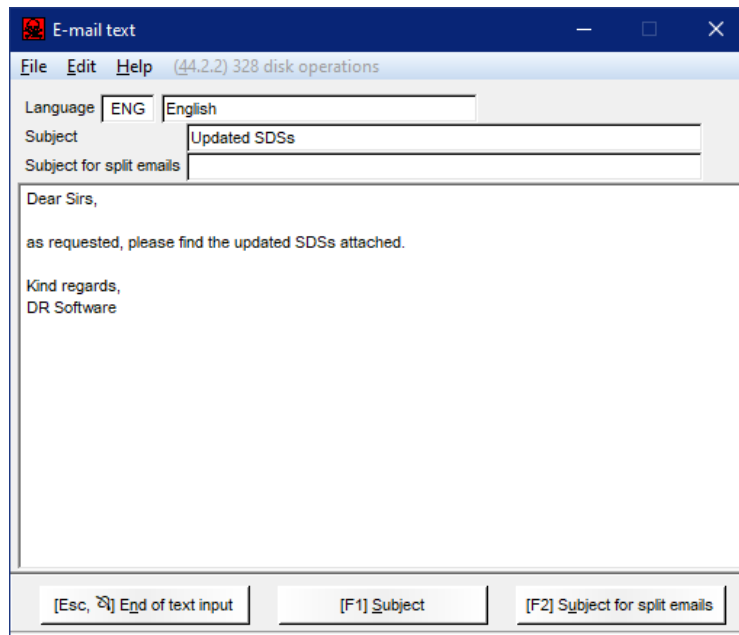 E-mail text
File Edit Help (44.2.2) 328 disk operations
Language ENG English
Subject Updated SDSs
Subject for split emails
Dear Sirs,
as requested, please find the updated SDSs attached.
Kind regards,
DR Software
[Esc, ] End of text input [F1] Subject [F2] Subject for split emails